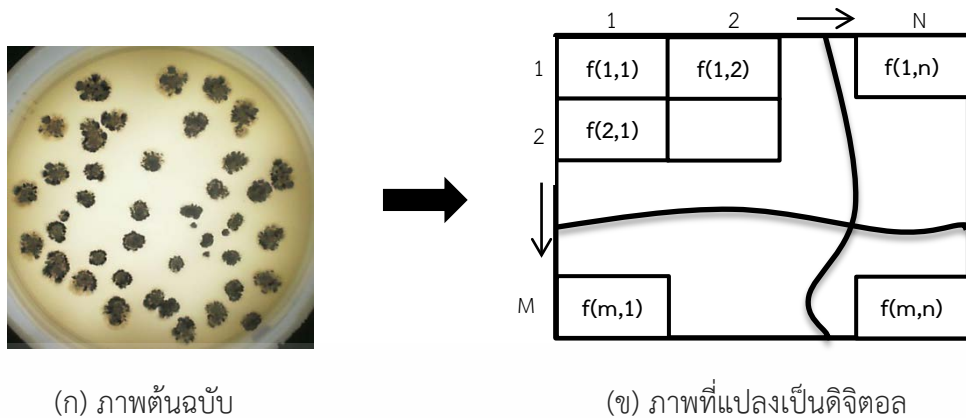 1 2 N
1 f(1,1) f(1,2) f(1,n)
2 f(2,1)
M f(m,1) f(m,n)
(ก) ภาพต้นฉบับ (ข) ภาพที่แปลงเป็นดิจิตอล